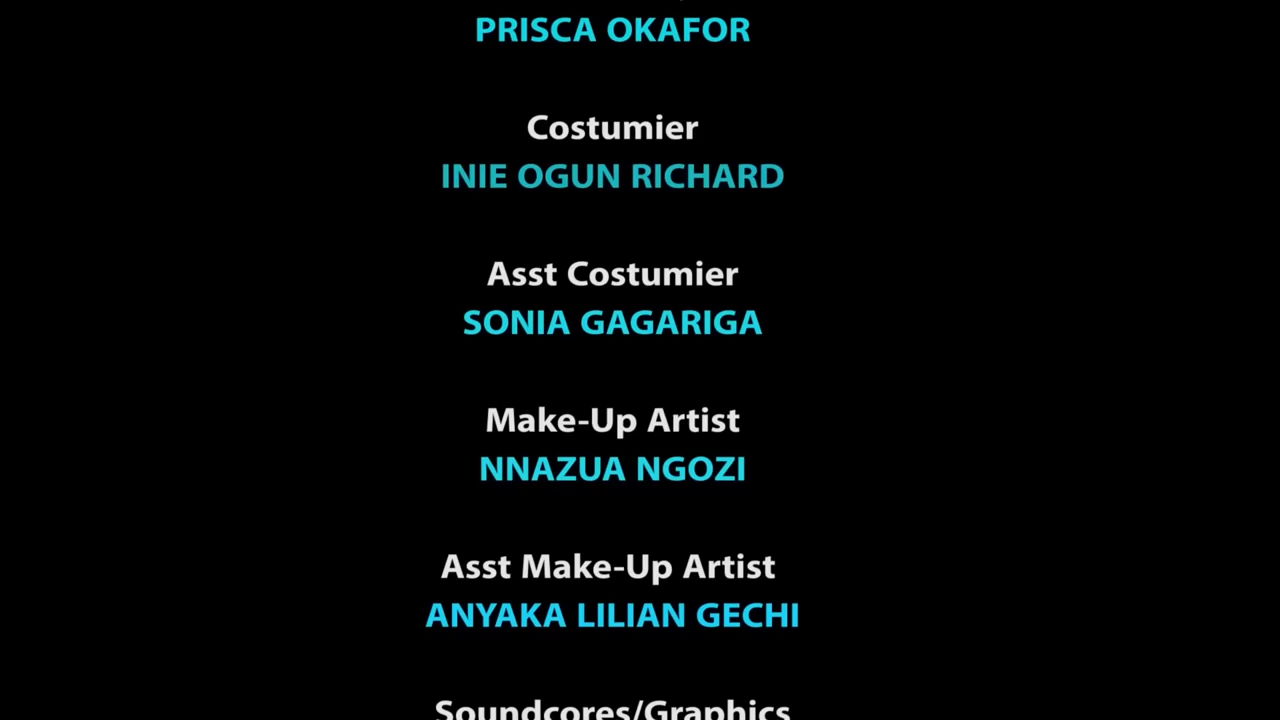 PRISCA OKAFOR
Costumier
INIE OGUN RICHARD
Asst Costumier
SONIA GAGARIGA
Make-Up Artist
NNAZUA NGOZI
Asst Make-Up Artist
ANYAKA LILIAN GECHI
Soundcores/Graphics